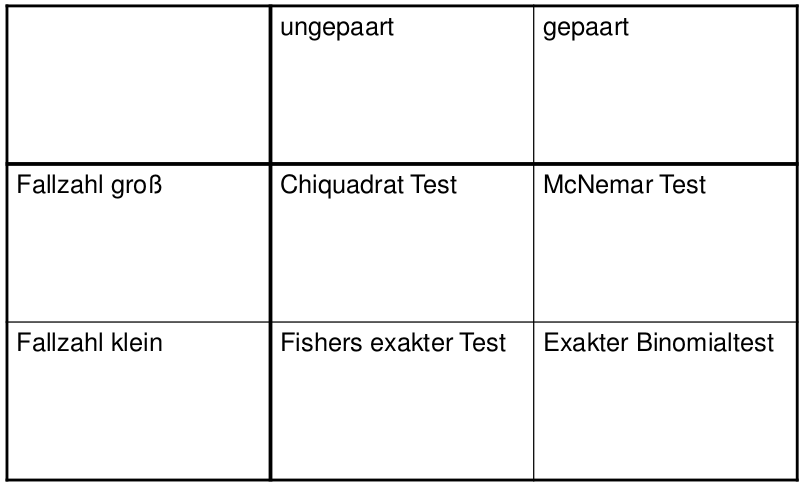 ungepaart
gepaart
Fallzahl groß
Chiquadrat Test
McNemar Test
Fallzahl klein
Fishers exakter Test
Exakter Binomialtest